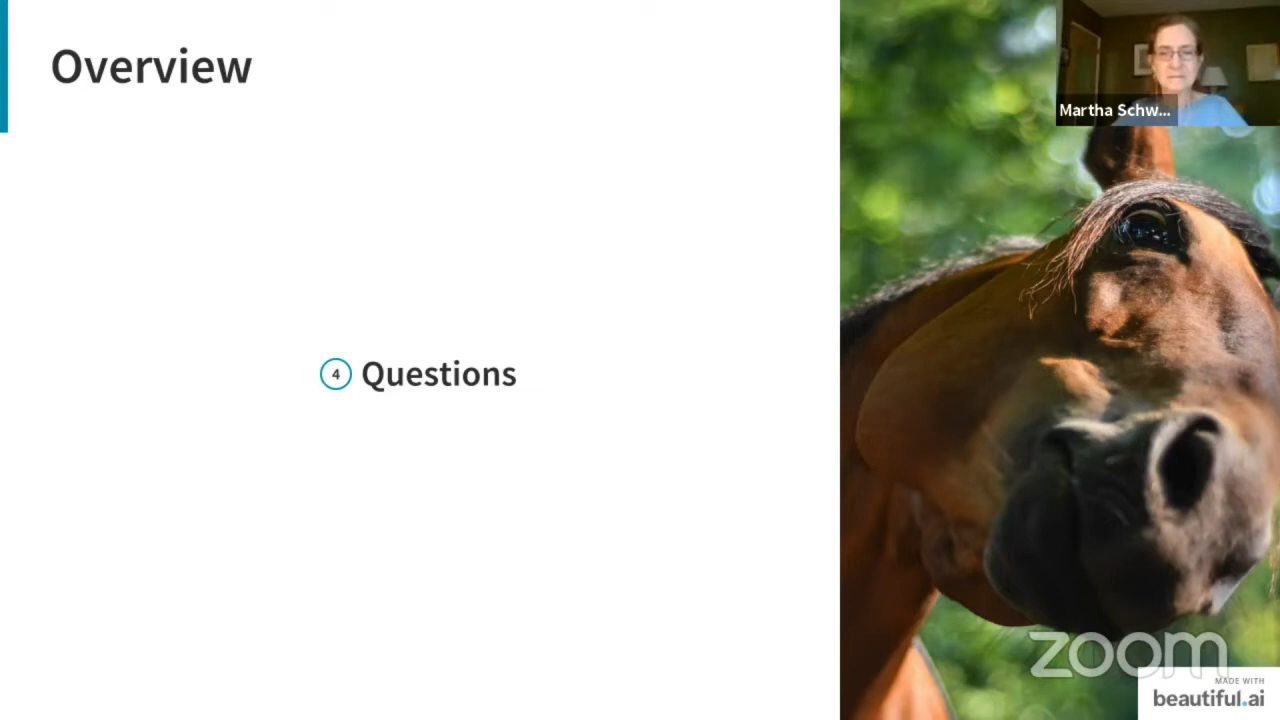 Overview
Martha Schw...
4 Questions
zoom
MADE WITH
beautiful.ai